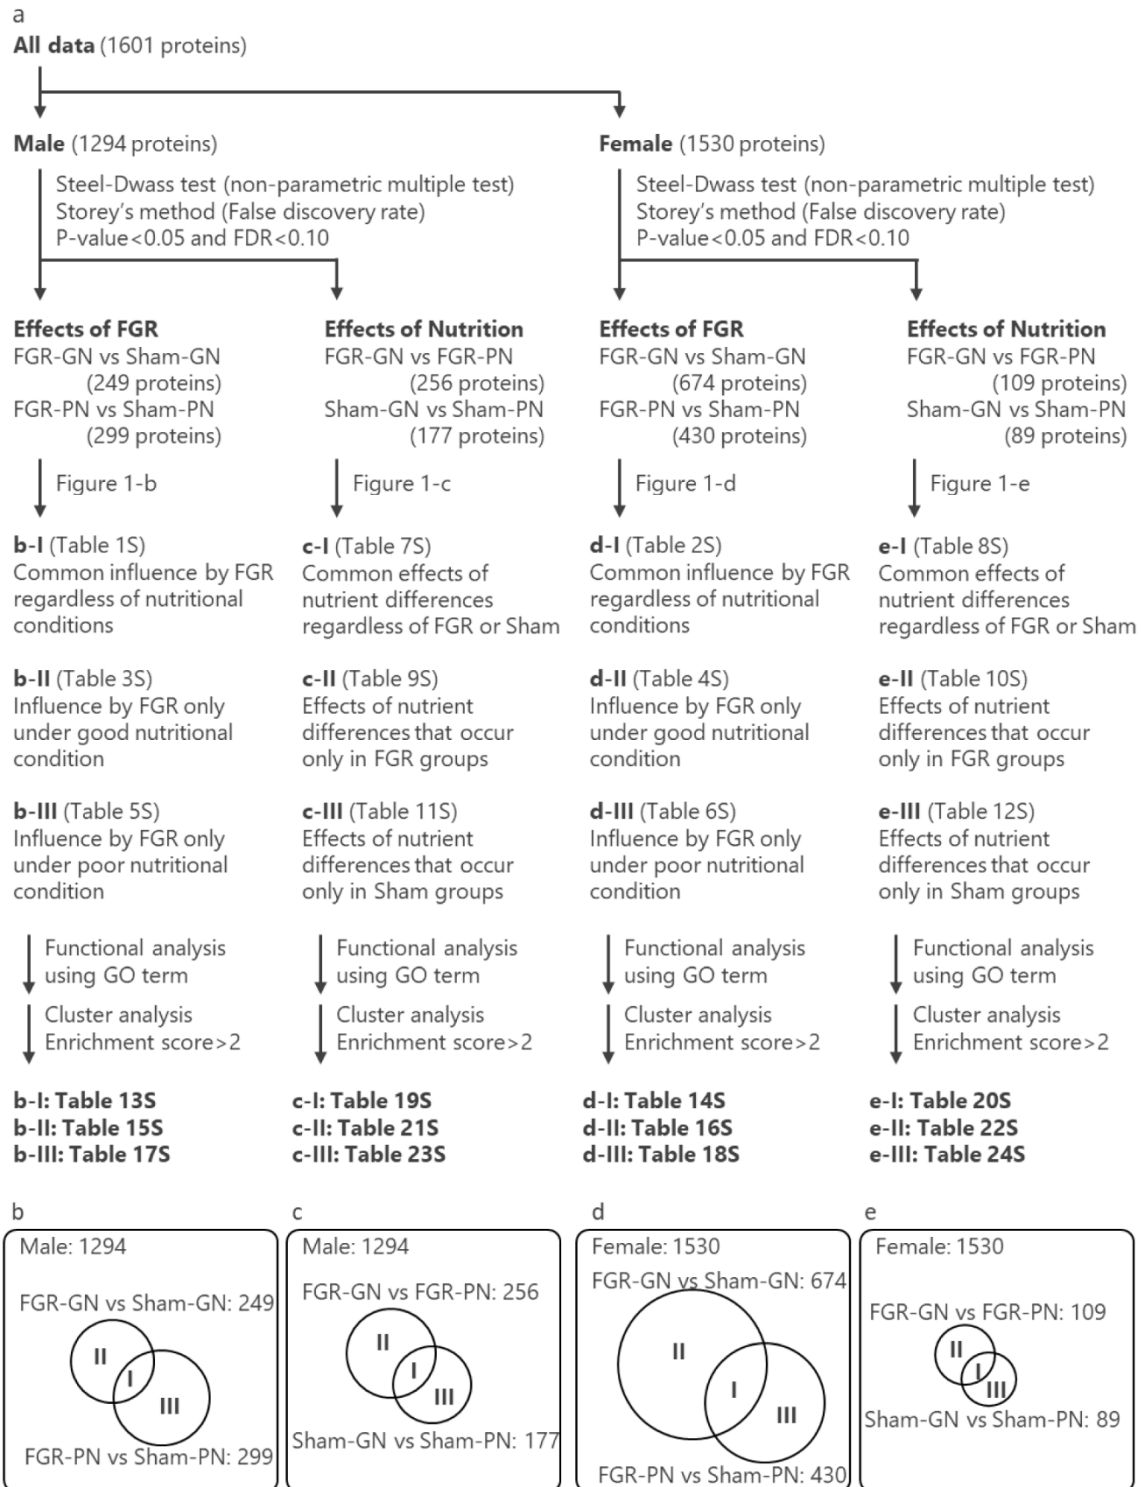 a
All data (1601 proteins)
Male (1294 proteins)
Female (1530 proteins)
Steel-Dwass test (non-parametric multiple test)
Storey's method (False discovery rate)
P-value<0.05 and FDR<0.10
Steel-Dwass test (non-parametric multiple test)
Storey's method (False discovery rate)
P-value<0.05 and FDR<0.10
Effects of FGR
FGR-GN vs Sham-GN
(249 proteins)
FGR-PN vs Sham-PN
(299 proteins)
Effects of Nutrition
FGR-GN vs FGR-PN
(256 proteins)
Sham-GN vs Sham-PN
(177 proteins)
Effects of FGR
FGR-GN vs Sham-GN
(674 proteins)
FGR-PN vs Sham-PN
(430 proteins)
Effects of Nutrition
FGR-GN vs FGR-PN
(109 proteins)
Sham-GN vs Sham-PN
(89 proteins)
Figure 1-b
Figure 1-c
Figure 1-d
Figure 1-e
b-I (Table 1S)
Common influence by FGR
regardless of nutritional
conditions
c-I (Table 7S)
Common effects of
nutrient differences
regardless of FGR or Sham
d-I (Table 2S)
Common influence by FGR
regardless of nutritional
conditions
e-I (Table 8S)
Common effects of
nutrient differences
regardless of FGR or Sham
b-II (Table 3S)
Influence by FGR only
under good nutritional
condition
c-II (Table 9S)
Effects of nutrient
differences that occur
only in FGR groups
d-II (Table 4S)
Influence by FGR only
under good nutritional
condition
e-II (Table 10S)
Effects of nutrient
differences that occur
only in FGR groups
b-III (Table 5S)
Influence by FGR only
under poor nutritional
condition
c-III (Table 11S)
Effects of nutrient
differences that occur
only in Sham groups
d-III (Table 6S)
Influence by FGR only
under poor nutritional
condition
e-III (Table 12S)
Effects of nutrient
differences that occur
only in Sham groups
Functional analysis
using GO term
Functional analysis
using GO term
Functional analysis
using GO term
Functional analysis
using GO term
Cluster analysis
Enrichment score>2
Cluster analysis
Enrichment score>2
Cluster analysis
Enrichment score>2
Cluster analysis
Enrichment score>2
b-I: Table 13S
b-II: Table 15S
b-III: Table 17S
c-I: Table 19S
c-II: Table 21S
c-III: Table 23S
d-I: Table 14S
d-II: Table 16S
d-III: Table 18S
e-I: Table 20S
e-II: Table 22S
e-III: Table 24S
b
Male: 1294
FGR-GN vs Sham-GN: 249
II
I
III
FGR-PN vs Sham-PN: 299
c
Male: 1294
FGR-GN vs FGR-PN: 256
II
I
III
Sham-GN vs Sham-PN: 177
d
Female: 1530
FGR-GN vs Sham-GN: 674
II
I
III
FGR-PN vs Sham-PN: 430
e
Female: 1530
FGR-GN vs FGR-PN: 109
II
I
III
Sham-GN vs Sham-PN: 89